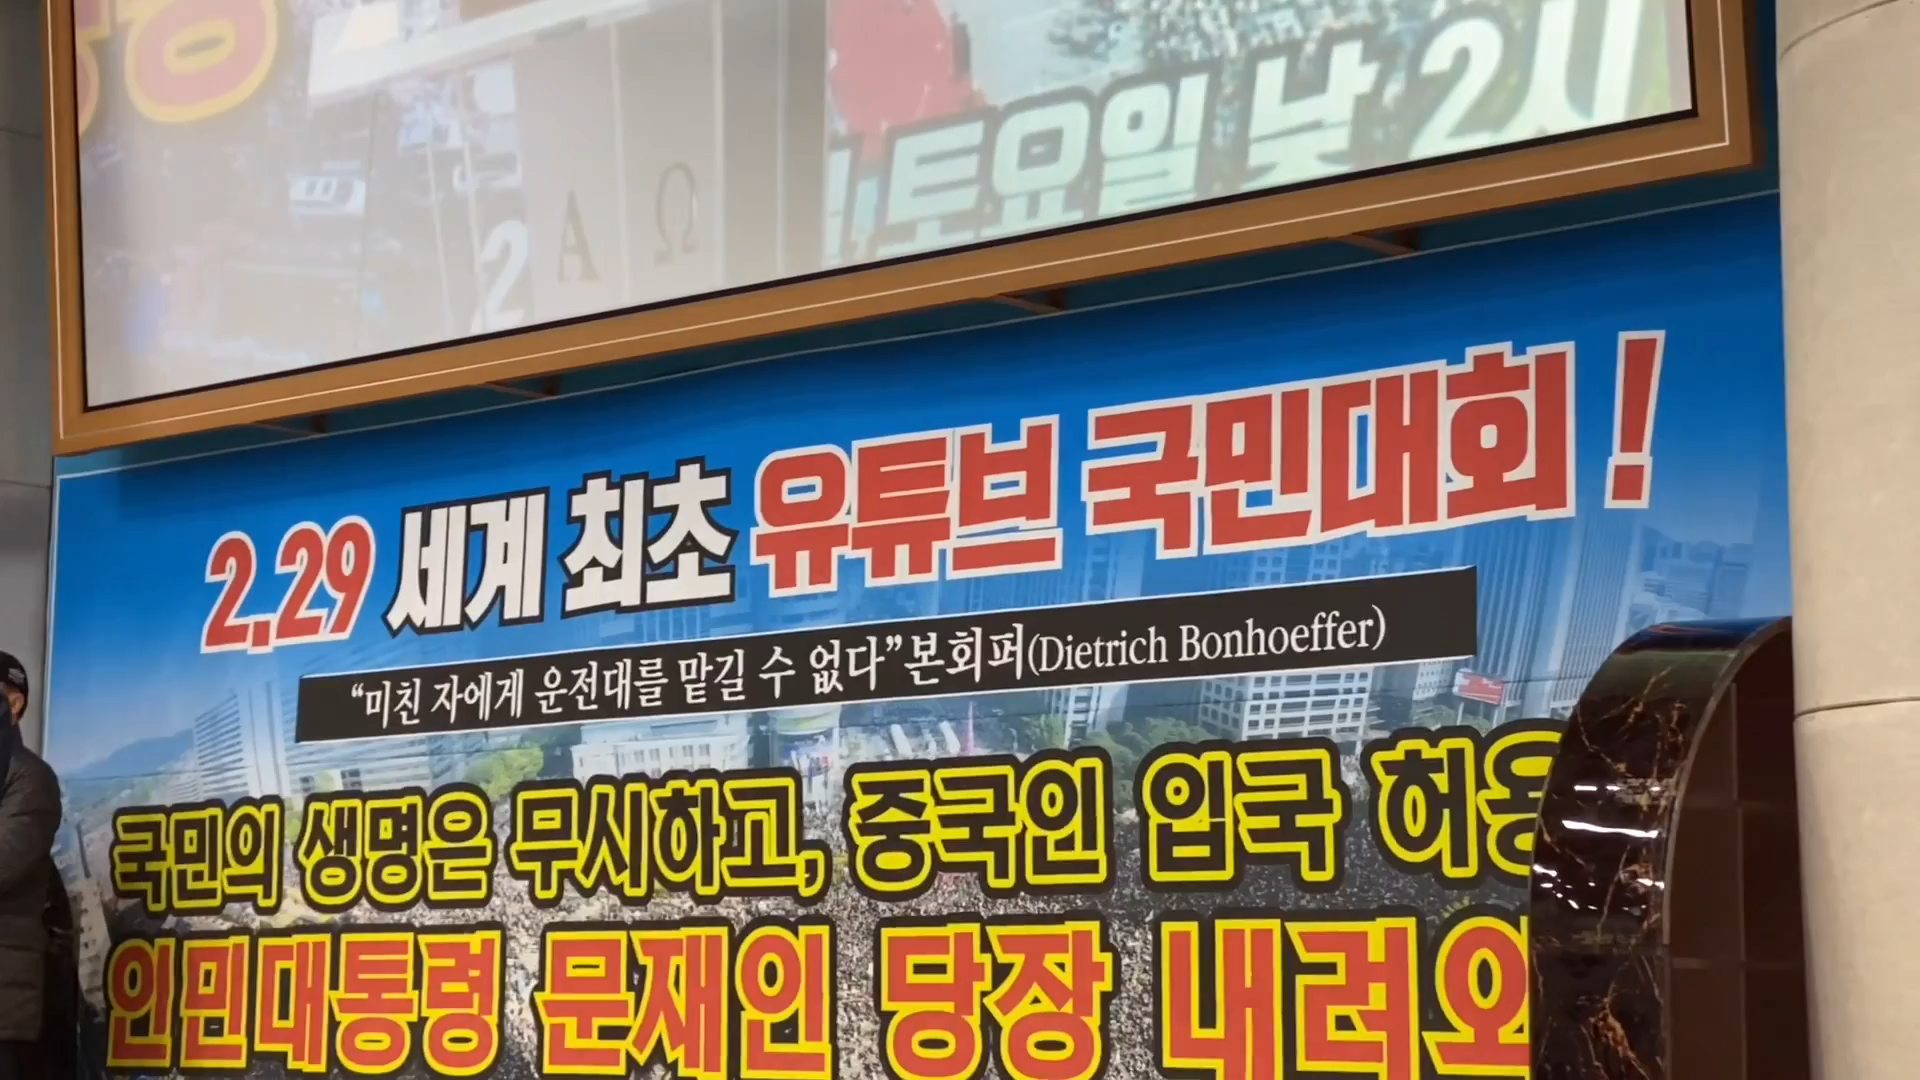 토요일 낮 2시
2
A Ω
2.29 세계 최초 유튜브 국민대회!
“미친 자에게 운전대를 맡길 수 없다”본회퍼(Dietrich Bonhoeffer)
국민의 생명은 무시하고, 중국인 입국 허용
인민대통령 문재인 당장 내려오